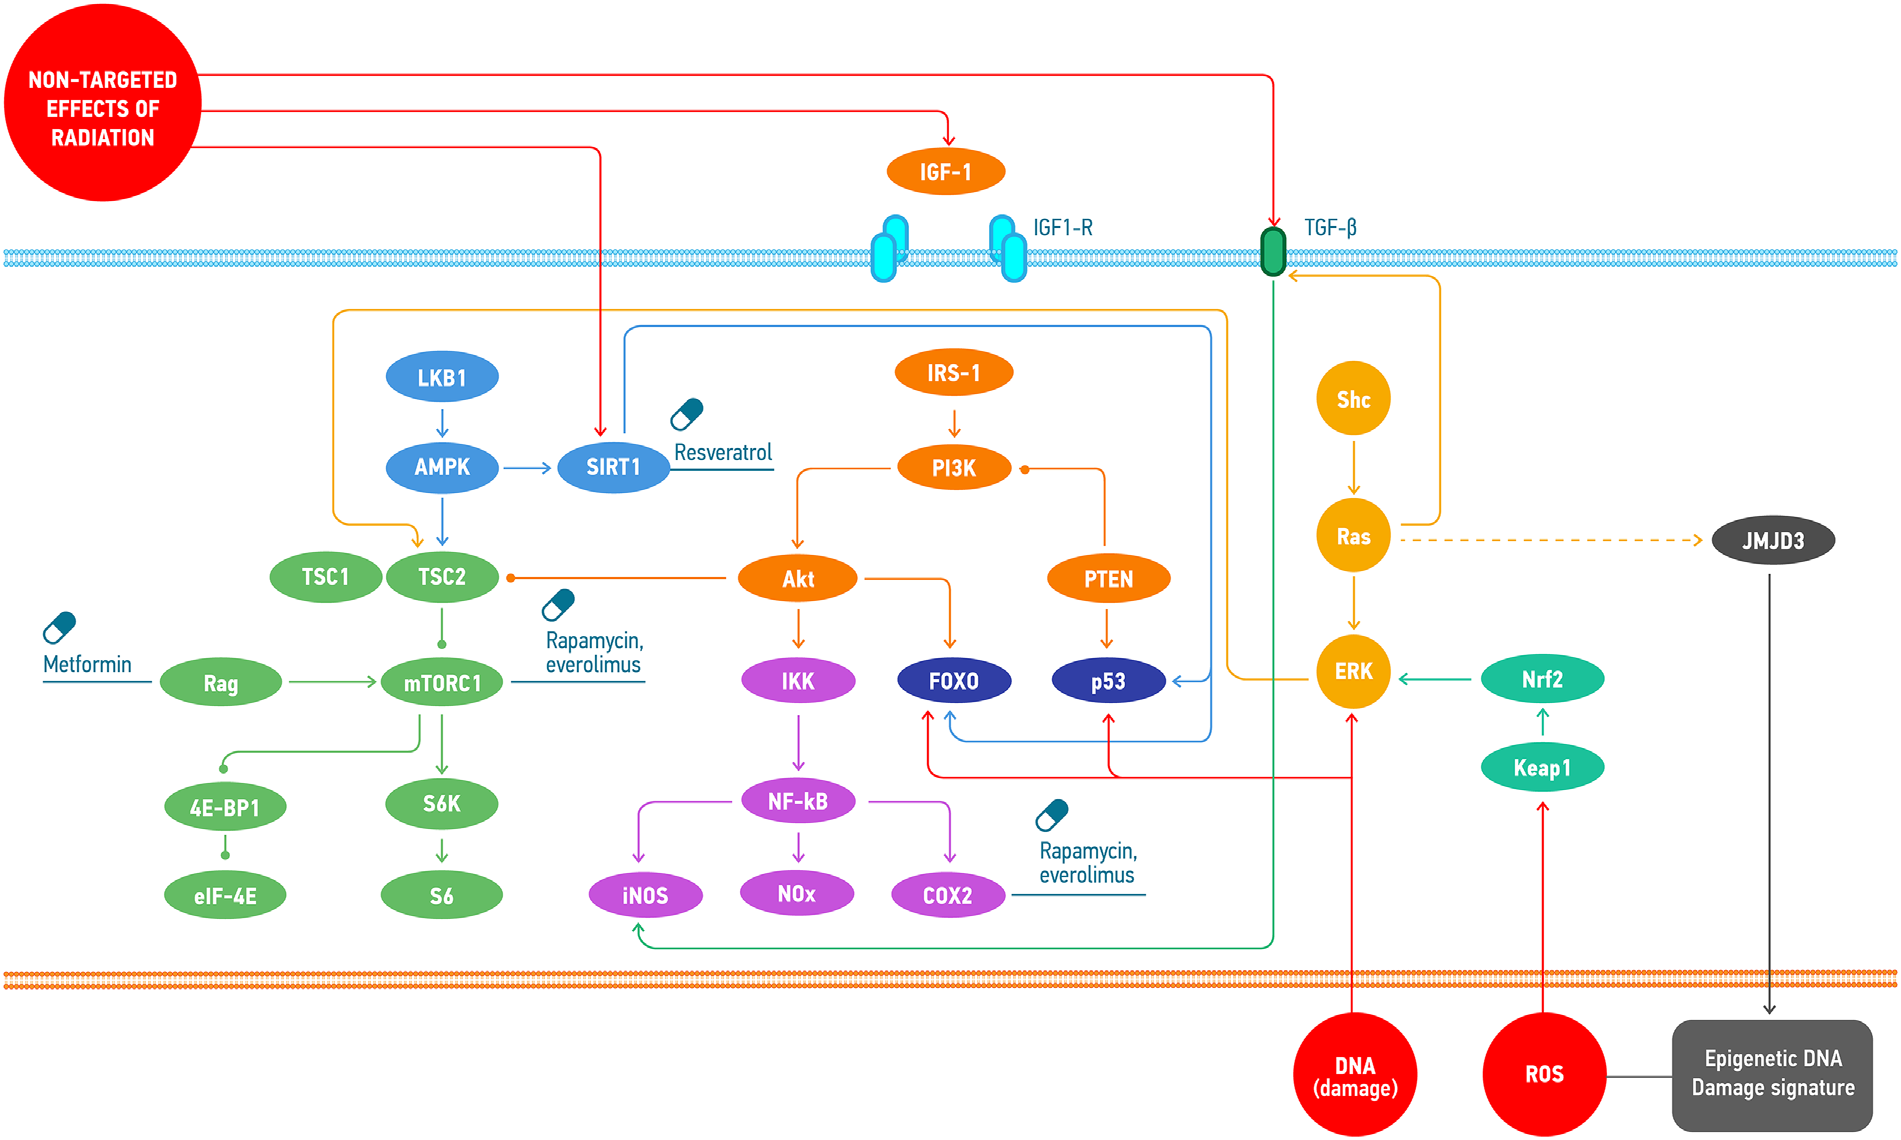 NON-TARGETED
EFFECTS OF
RADIATION
IGF-1
IGF1-R
TGF-β
LKB1
IRS-1
Shc
AMPK
SIRT1
Resveratrol
PI3K
Ras
JMJD3
TSC1
TSC2
Akt
PTEN
Metformin
Rapamycin,
everolimus
Rag
mTORC1
IKK
FOXO
p53
ERK
Nrf2
Keap1
4E-BP1
S6K
NF-kB
Rapamycin,
everolimus
eIF-4E
S6
iNOS
NOx
COX2
DNA
(damage)
ROS
Epigenetic DNA
Damage signature